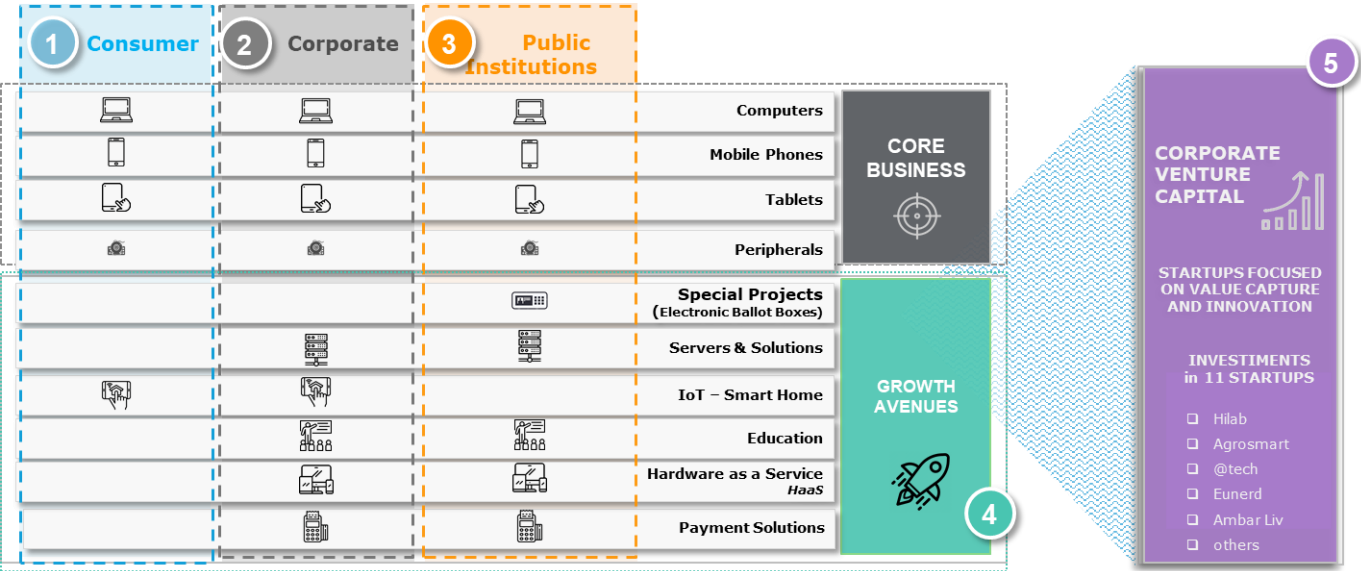 1 Consumer
2 Corporate
3 Public
Institutions
Computers
Mobile Phones
Tablets
Peripherals
CORE
BUSINESS
Special Projects
(Electronic Ballot Boxes)
Servers & Solutions
IoT – Smart Home
Education
Hardware as a Service
HaaS
Payment Solutions
GROWTH
AVENUES
4
5
CORPORATE
VENTURE
CAPITAL
STARTUPS FOCUSED
ON VALUE CAPTURE
AND INNOVATION
INVESTIMENTS
in 11 STARTUPS
Hilab
Agrosmart
@tech
Eunerd
Ambar Liv
others